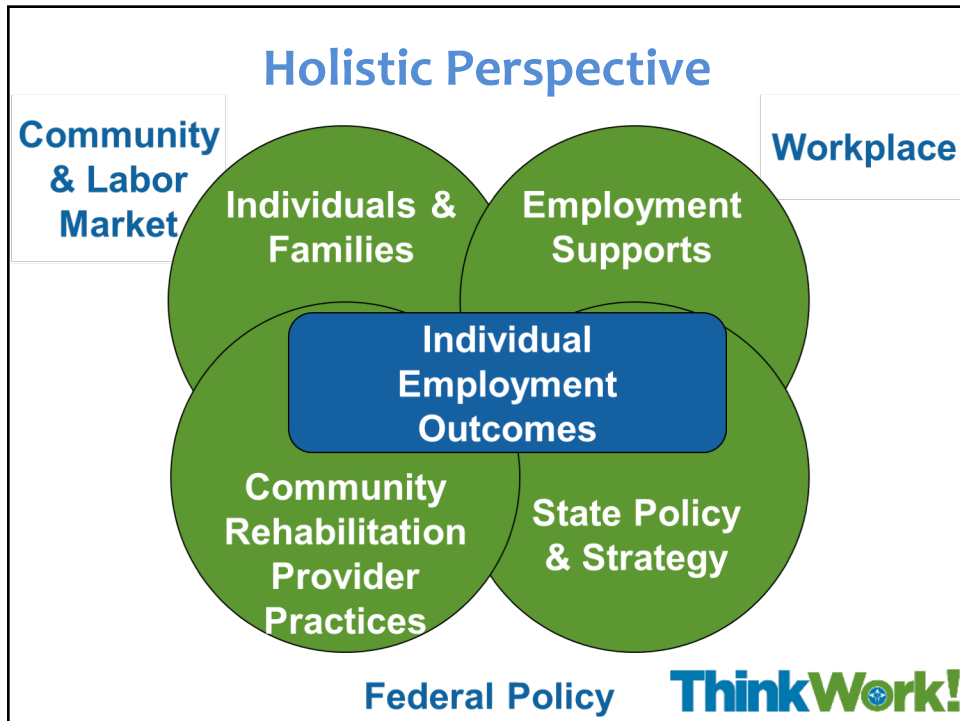 Holistic Perspective
Community
& Labor
Market
Workplace
Individuals &
Families
Employment
Supports
Individual
Employment
Outcomes
Community
Rehabilitation
Provider
Practices
State Policy
& Strategy
Federal Policy
ThinkWork!